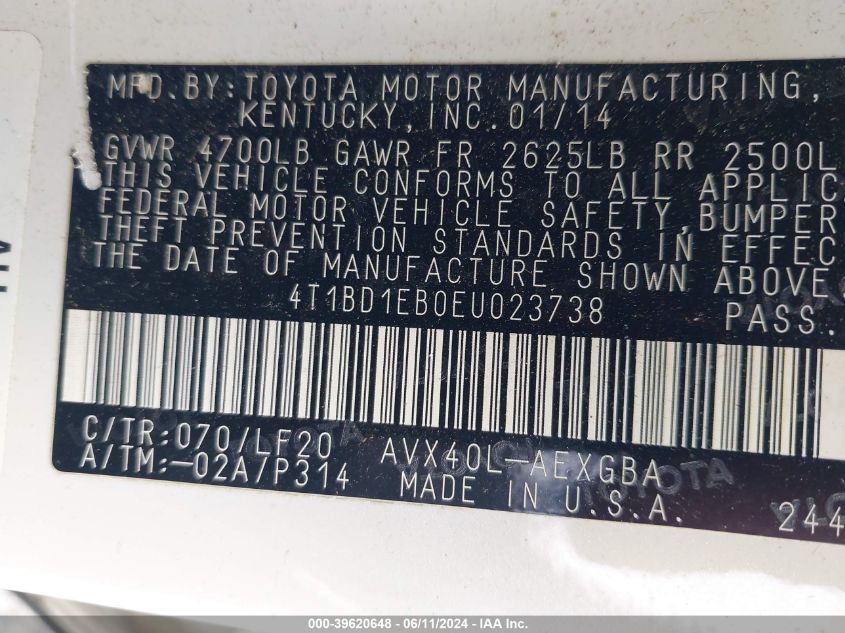 MFD.BY:TOYOTA MOTOR MANUFACTURING,
KENTUCKY,INC.01/14
GVWR 4700LB GAWR FR 2625LB RR 2500L
THIS VEHICLE CONFORMS TO ALL APPLIC
FEDERAL MOTOR VEHICLE SAFETY,BUMPER
THEFT PREVENTION STANDARDS IN EFFEC
THE DATE OF MANUFACTURE SHOWN ABOVE.
4T1BD1EB0EU023738 PASS.
C/TR:070/LF20 AVX40L-AEXGBA
A/TM:-02A/P314 MADE IN U.S.A. 244
TOYOTA
000-39620648 - 06/11/2024 - IAA Inc.